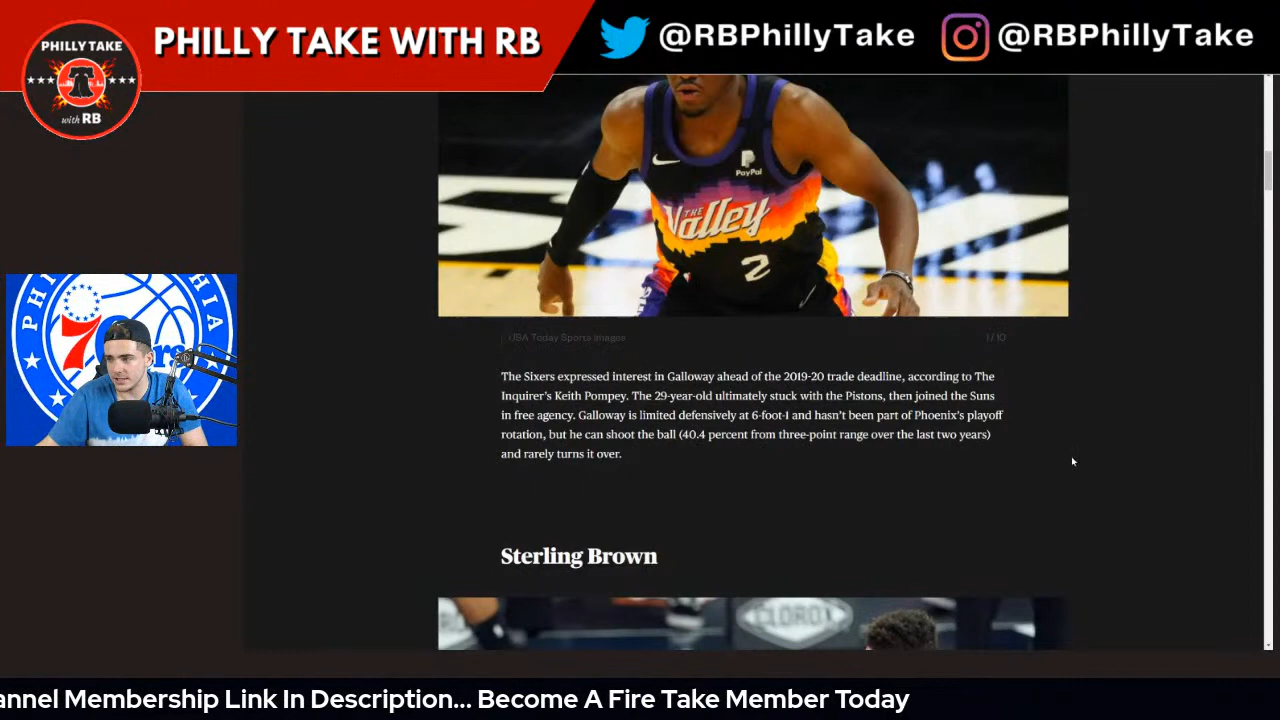 PHILLY TAKE
with RB
PHILLY TAKE WITH RB
@RBPhillyTake
@RBPhillyTake
PayPal
THE
Valley
2
USA Today Sports Images
1/10
The Sixers expressed interest in Galloway ahead of the 2019-20 trade deadline, according to The
Inquirer's Keith Pompey. The 29-year-old ultimately stuck with the Pistons, then joined the Suns
in free agency. Galloway is limited defensively at 6-foot-1 and hasn't been part of Phoenix's playoff
rotation, but he can shoot the ball (40.4 percent from three-point range over the last two years)
and rarely turns it over.
Sterling Brown
CLOROX
annel Membership Link In Description... Become A Fire Take Member Today